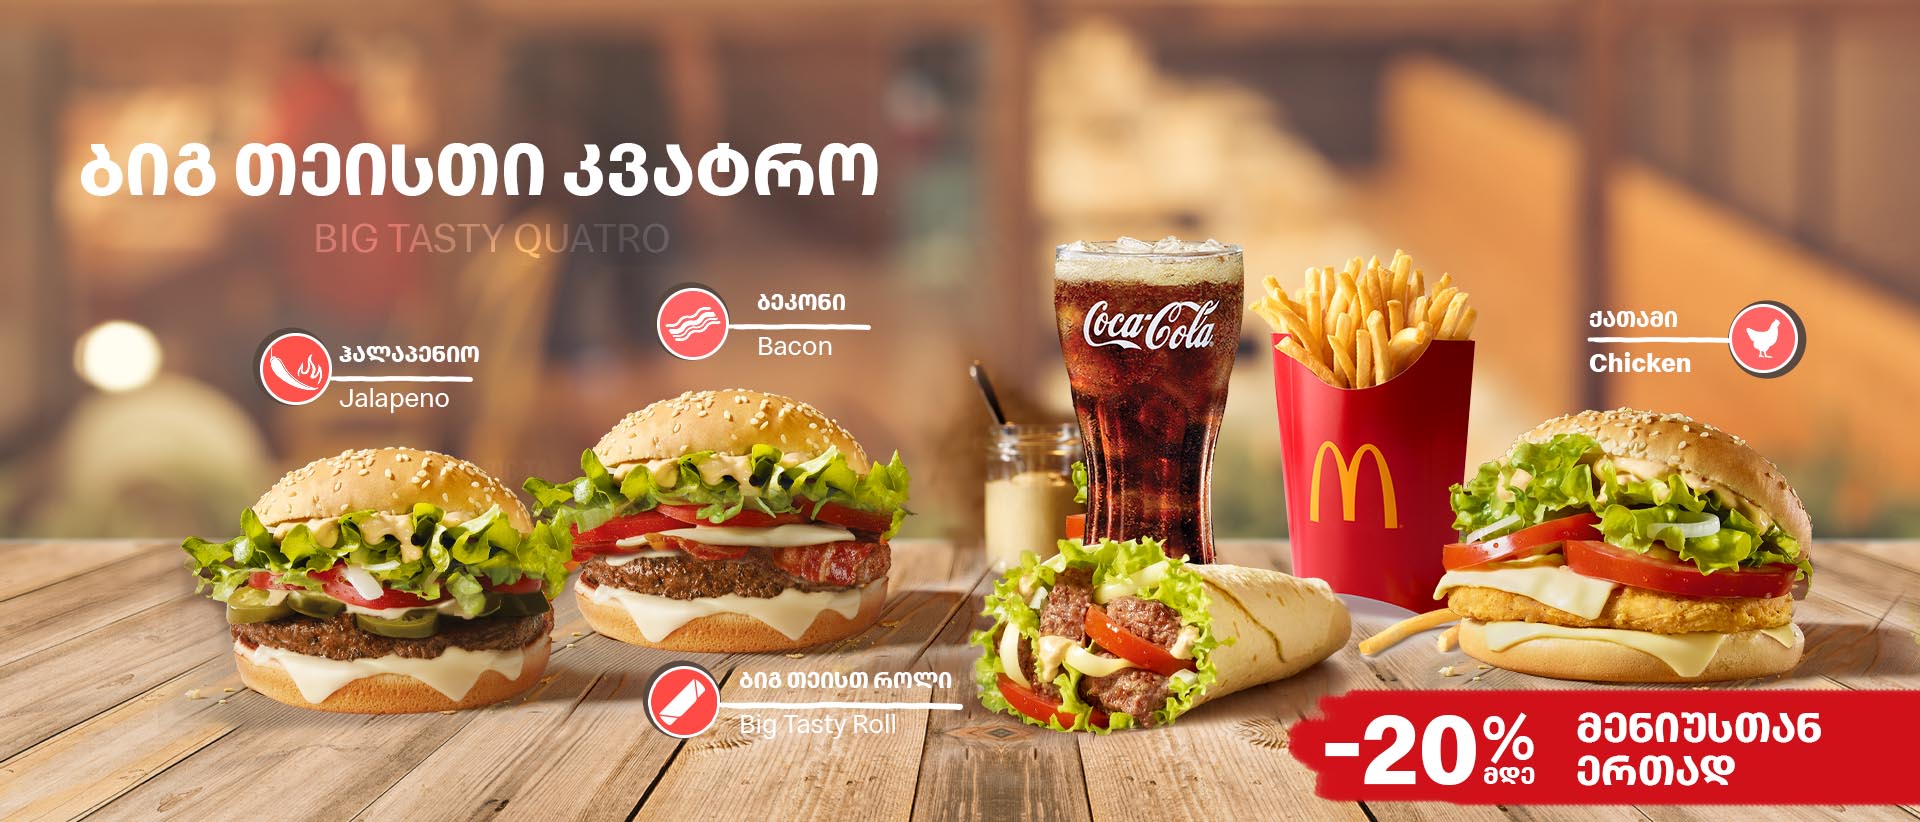 ბიგ თეისთი კვატრო
BIG TASTY QUATRO
ბეკონი
Bacon
ჰალაპენიო
Jalapeno
Coca-Cola
ქათამი
Chicken
ბიგ თეისთ როლი
Big Tasty Roll
-20%
მდე
მენიუსთან
ერთად